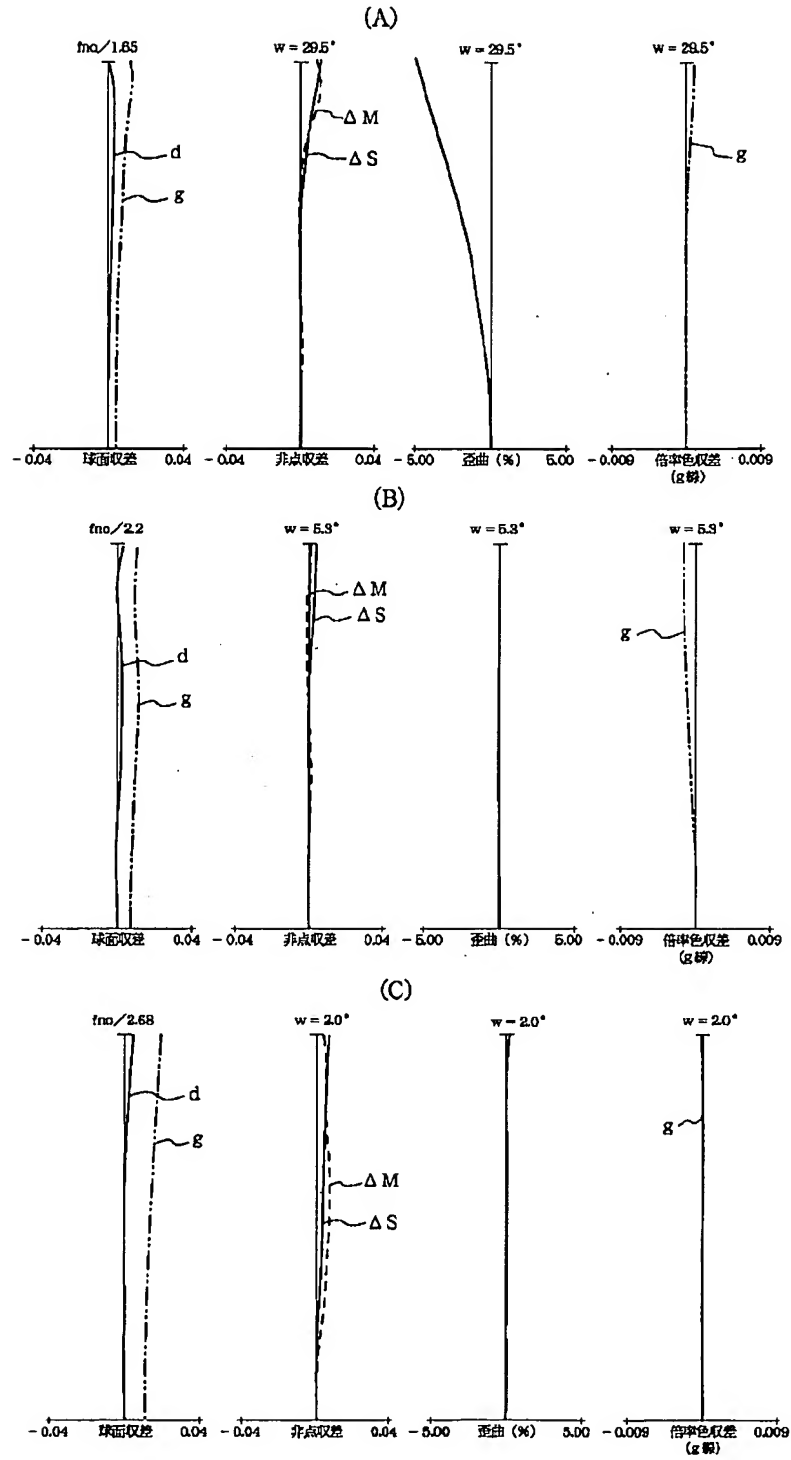 (A)
fno/1.65 w = 29.5° w = 29.5° w = 29.5°
d
g
ΔM
ΔS
g
-0.04 球面収差 0.04 -0.04 非点収差 0.04 -5.00 歪曲 (%) 5.00 -0.009 倍率色収差 0.009
(g線)
(B)
fno/2.2 w = 5.3° w = 5.3° w = 5.3°
ΔM
ΔS
g
d
g
-0.04 球面収差 0.04 -0.04 非点収差 0.04 -5.00 歪曲 (%) 5.00 -0.009 倍率色収差 0.009
(g線)
(C)
fno/2.68 w = 2.0° w = 2.0° w = 2.0°
d
g
g
ΔM
ΔS
-0.04 球面収差 0.04 -0.04 非点収差 0.04 -5.00 歪曲 (%) 5.00 -0.009 倍率色収差 0.009
(g線)